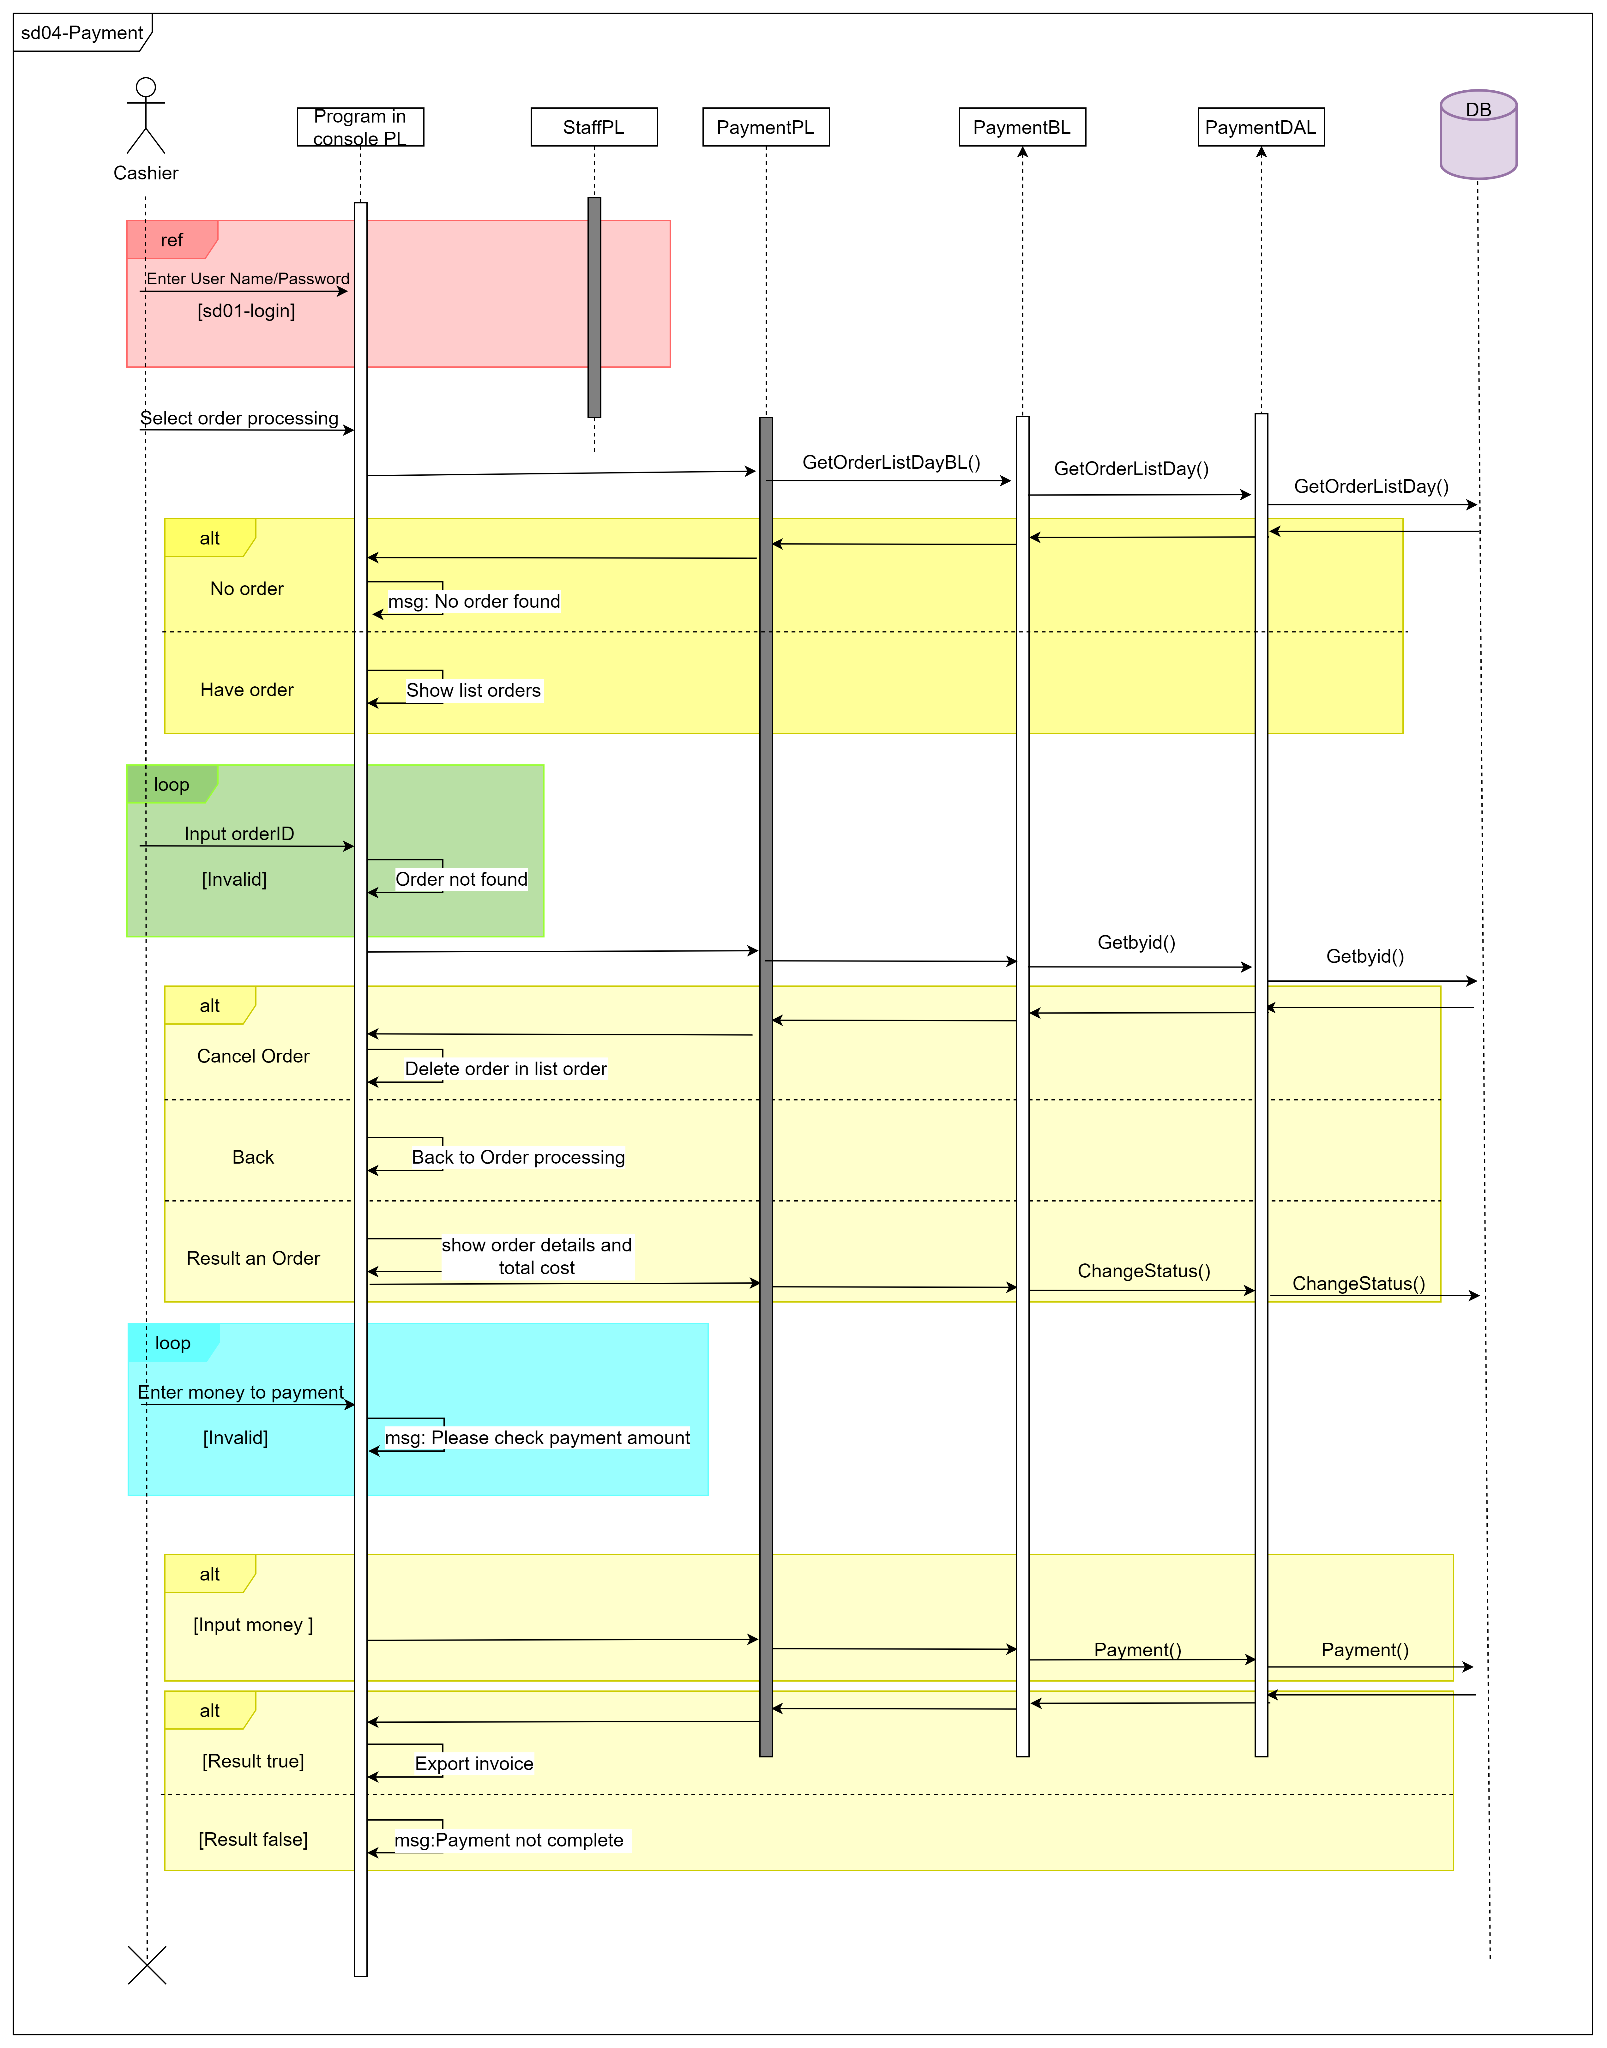 sd04-Payment
Cashier
Program in
console PL
StaffPL
PaymentPL
PaymentBL
PaymentDAL
DB
ref
Enter User Name/Password
[sd01-login]
Select order processing
GetOrderListDayBL()
GetOrderListDay()
GetOrderListDay()
alt
No order
msg: No order found
Have order
Show list orders
loop
Input orderID
[Invalid]
Order not found
Getbyid()
Getbyid()
alt
Cancel Order
Delete order in list order
Back
Back to Order processing
Result an Order
show order details and
total cost
ChangeStatus()
ChangeStatus()
loop
Enter money to payment
[Invalid]
msg: Please check payment amount
alt
[Input money ]
Payment()
Payment()
alt
[Result true]
Export invoice
[Result false]
msg:Payment not complete